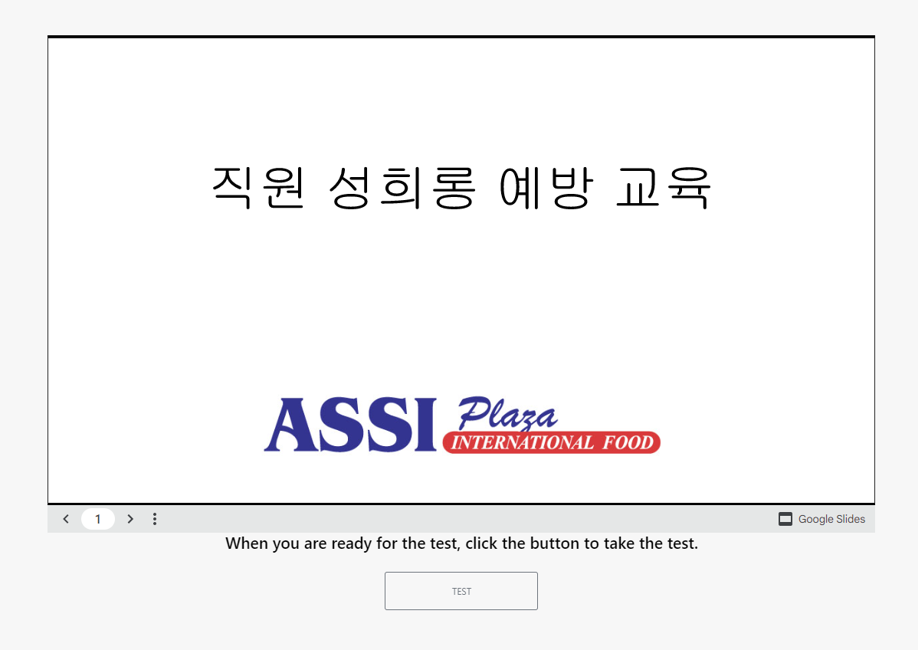 직원 성희롱 예방 교육
ASSI Plaza
INTERNATIONAL FOOD
1
Google Slides
When you are ready for the test, click the button to take the test.
TEST